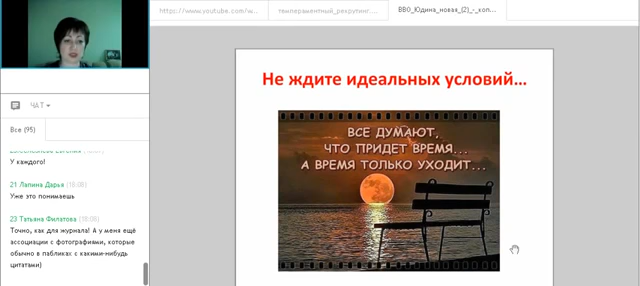 https://www.youtube.com/w...
темпераментный_рекрутинг...
ВВО_Юдина_новая_(2)_-_коп...
ЧАТ
Все (95)
У каждого!
21 Лапина Дарья (18:08)
Уже это понимаешь
23 Татьяна Филатова (18:08)
Точно, как для журнала! А у меня ещё
ассоциации с фотографиями, которые
обычно в пабликах с какими-нибудь
цитатами)
Не ждите идеальных условий...
ВСЕ ДУМАЮТ,
ЧТО ПРИДЕТ ВРЕМЯ...
А ВРЕМЯ ТОЛЬКО УХОДИТ...